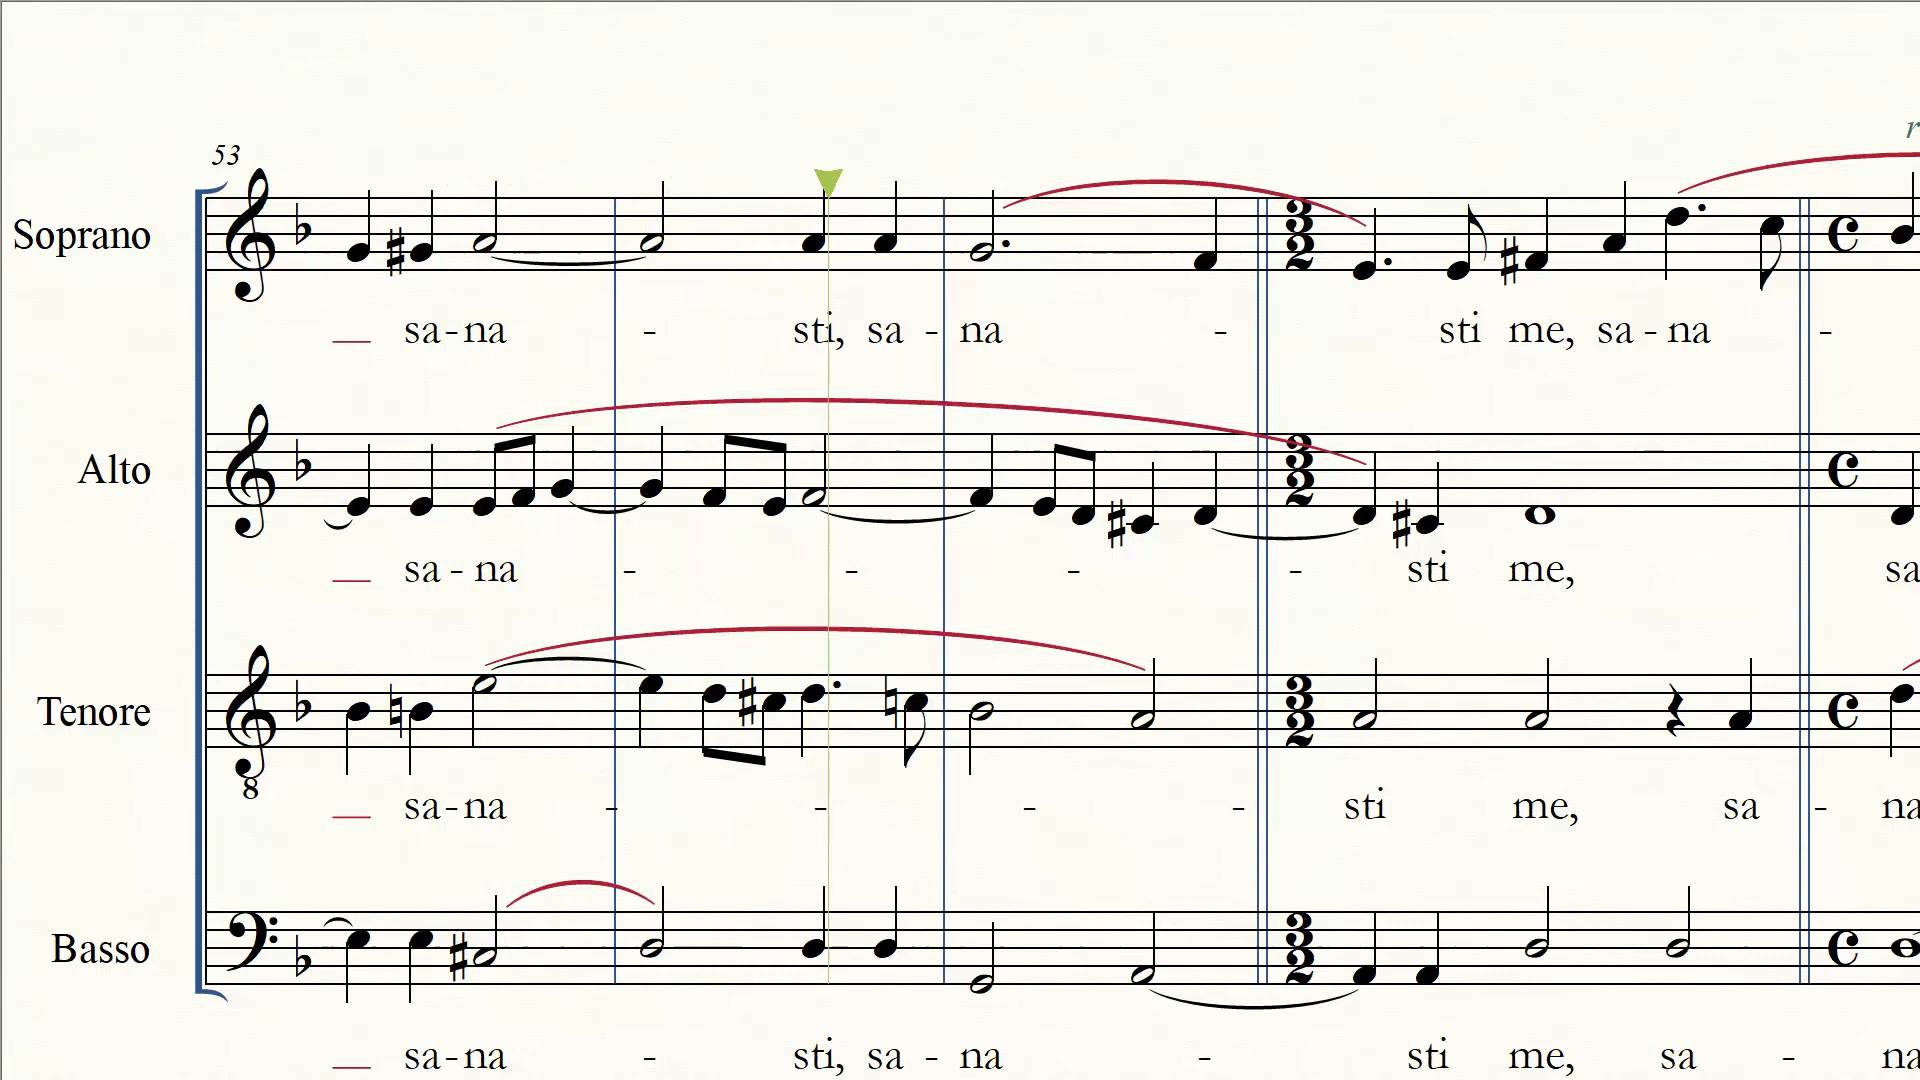 53
r
Soprano
sa-na - sti, sa - na - sti me, sa-na -
Alto
sa - na - - - - sti me, sa
Tenore
8
sa-na - - - - sti me, sa - na
Basso
sa-na - sti, sa - na - sti me, sa - na